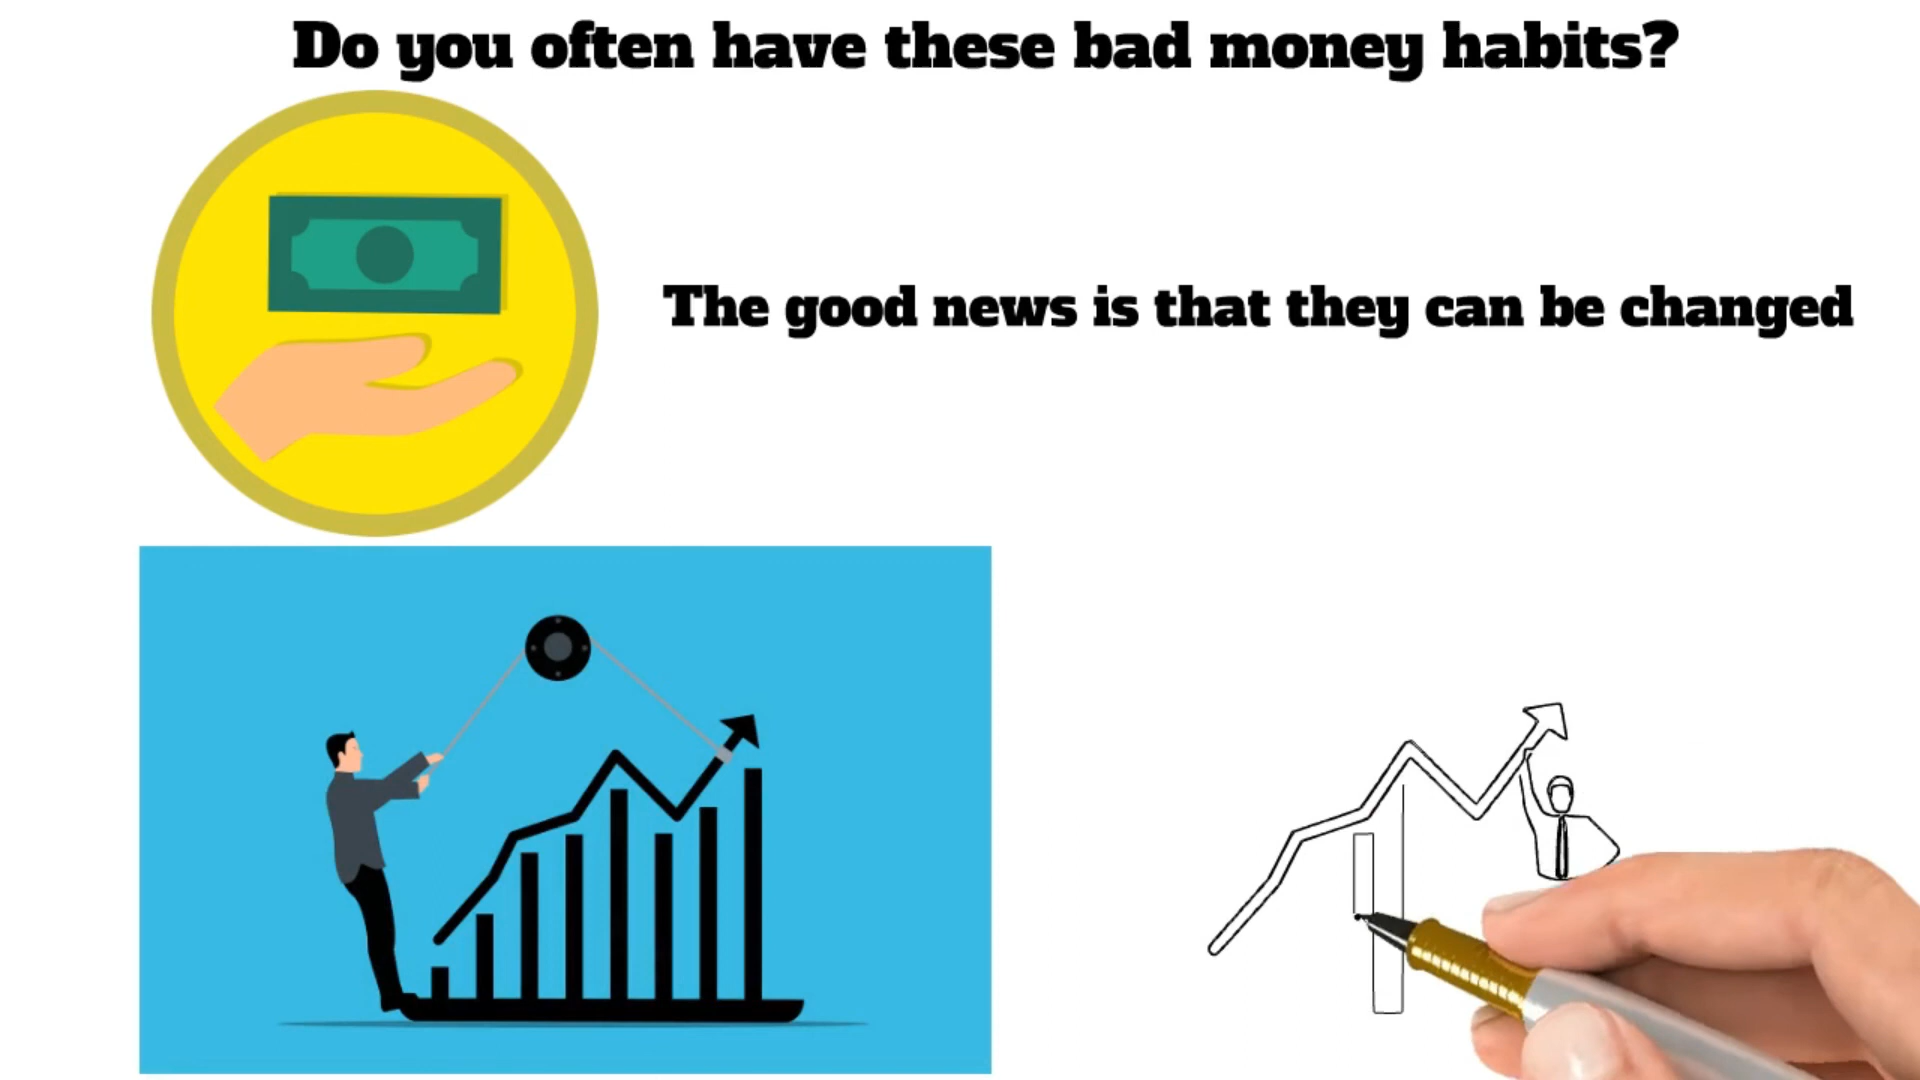 Do you often have these bad money habits?
The good news is that they can be changed